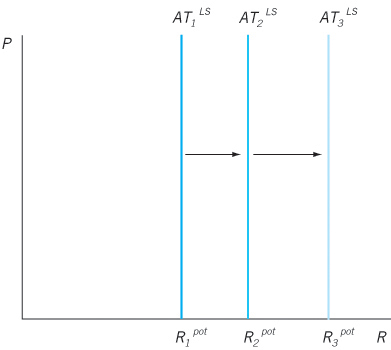 AT₁ᴸˢ AT₂ᴸˢ AT₃ᴸˢ
P
R₁ᵖᵒᵗ R₂ᵖᵒᵗ R₃ᵖᵒᵗ R